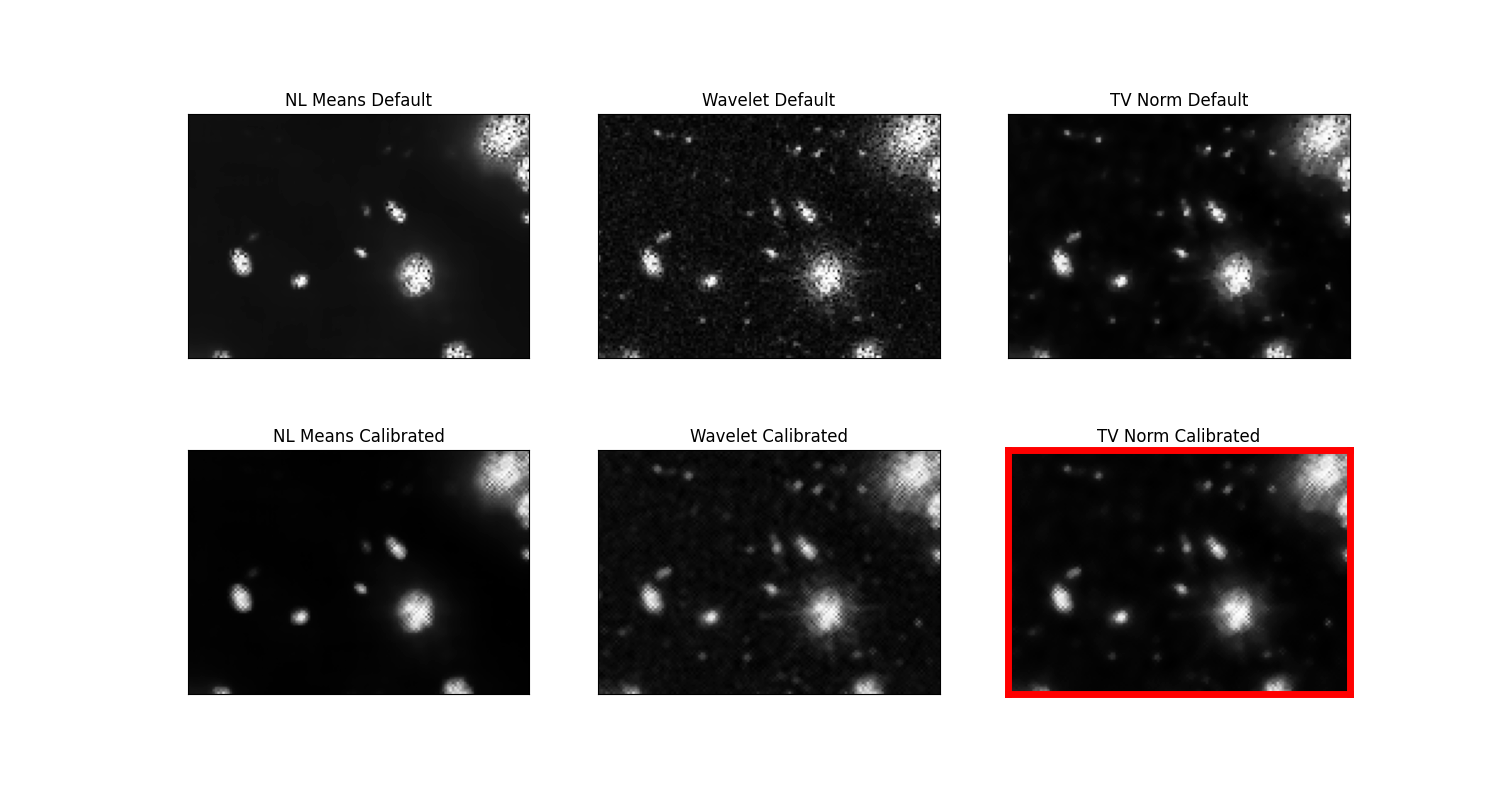 NL Means Default
Wavelet Default
TV Norm Default
NL Means Calibrated
Wavelet Calibrated
TV Norm Calibrated